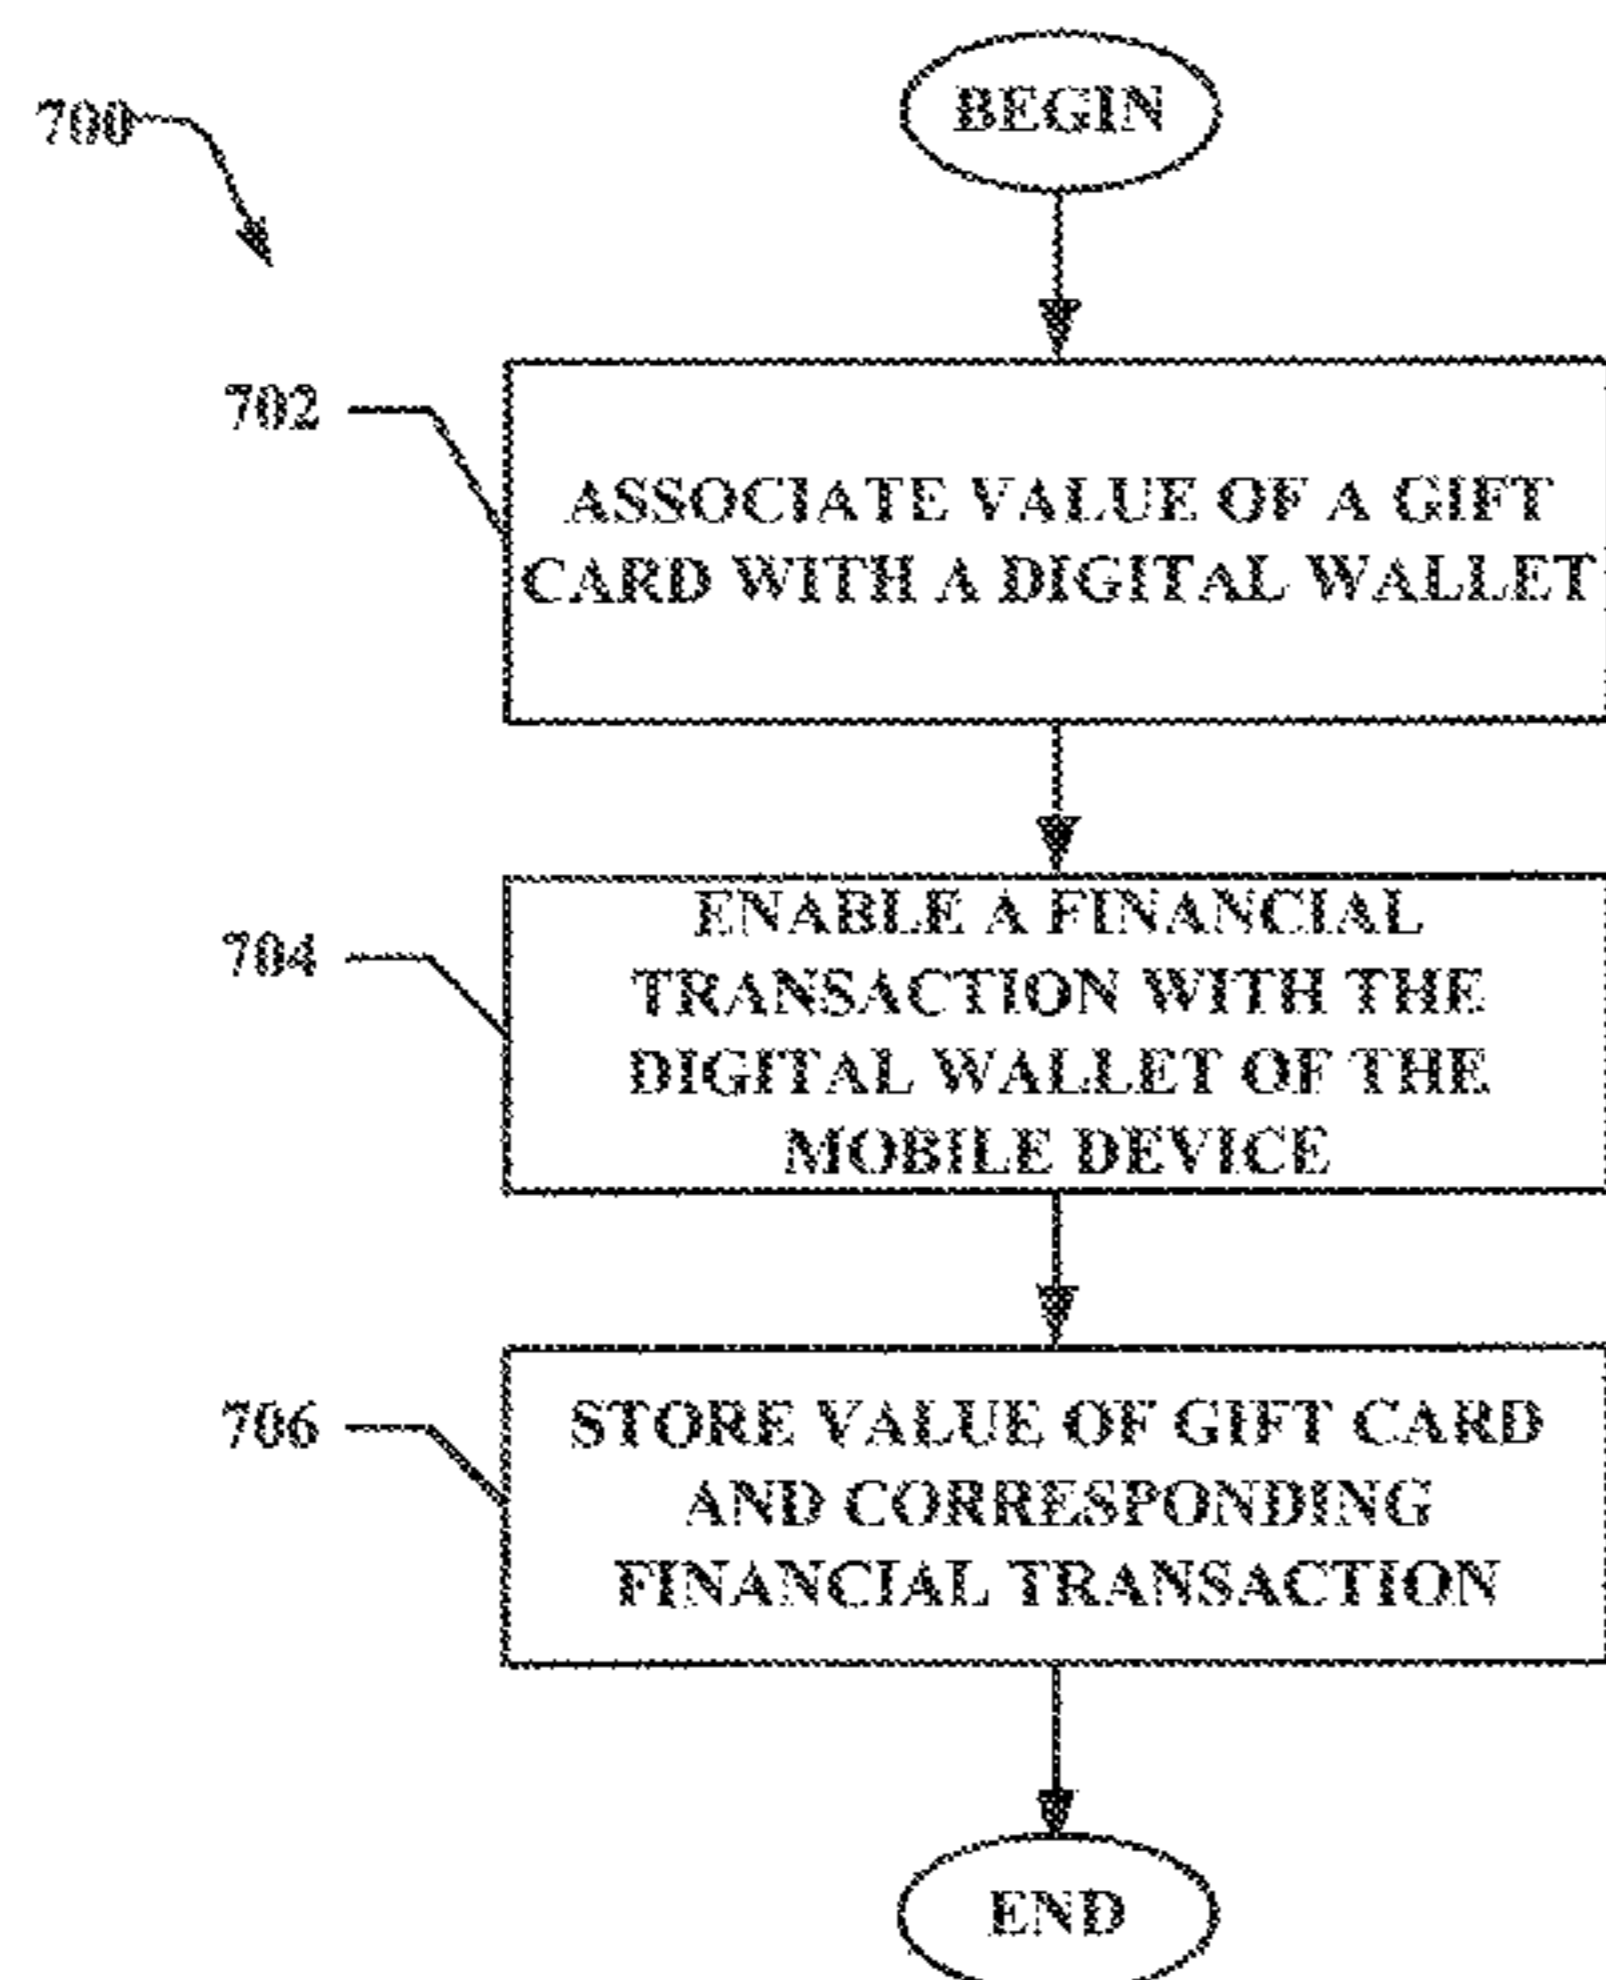 BEGIN
700
702
ASSOCIATE VALUE OF A GIFT
CARD WITH A DIGITAL WALLET
704
ENABLE A FINANCIAL
TRANSACTION WITH THE
DIGITAL WALLET OF THE
MOBILE DEVICE
706
STORE VALUE OF GIFT CARD
AND CORRESPONDING
FINANCIAL TRANSACTION
END